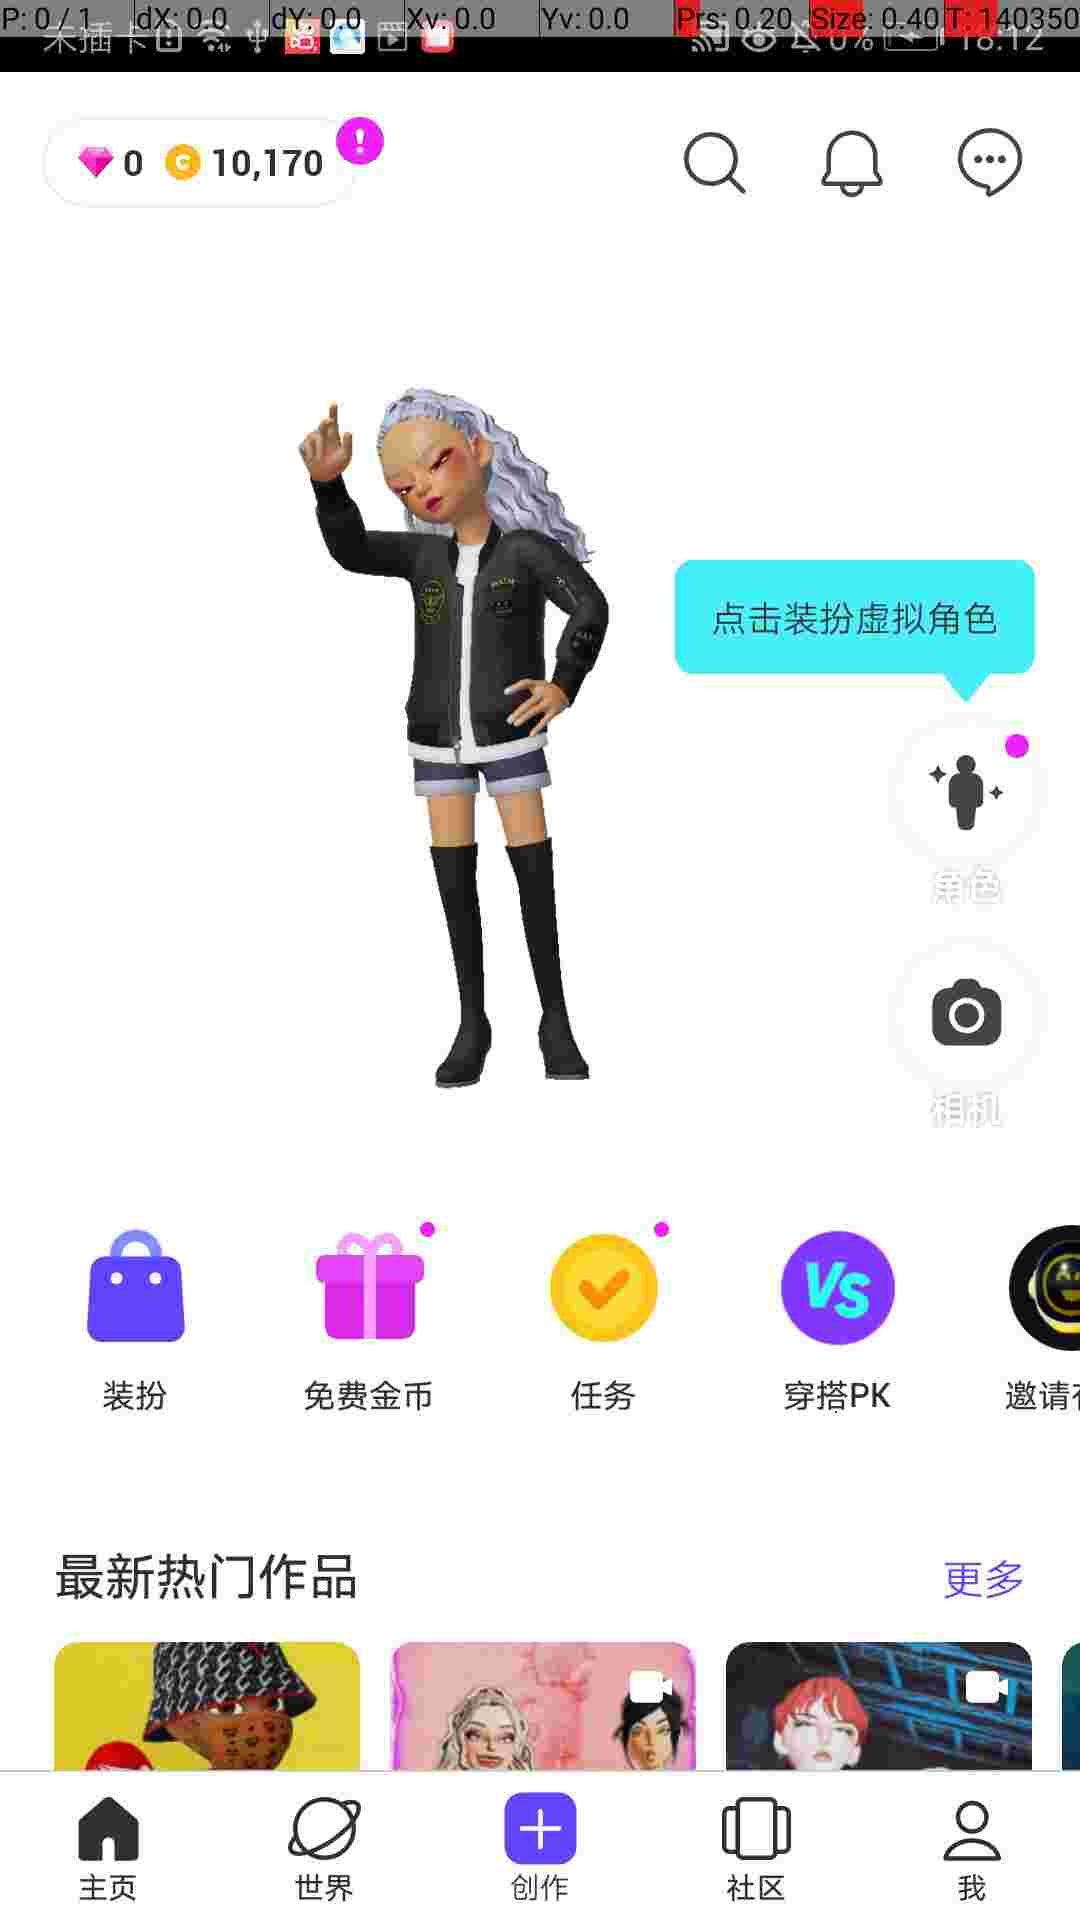 P: 0 / 1 dX: 0.0 dY: 0.0 Xv: 0.0 Yv: 0.0 Prs: 0.20 Size: 0.40 T: 140350
未插卡 0% 18:12
0 C 10,170 !
点击装扮虚拟角色
角色
相机
VS
装扮 免费金币 任务 穿搭PK 邀请
最新热门作品 更多
主页 世界 创作 社区 我